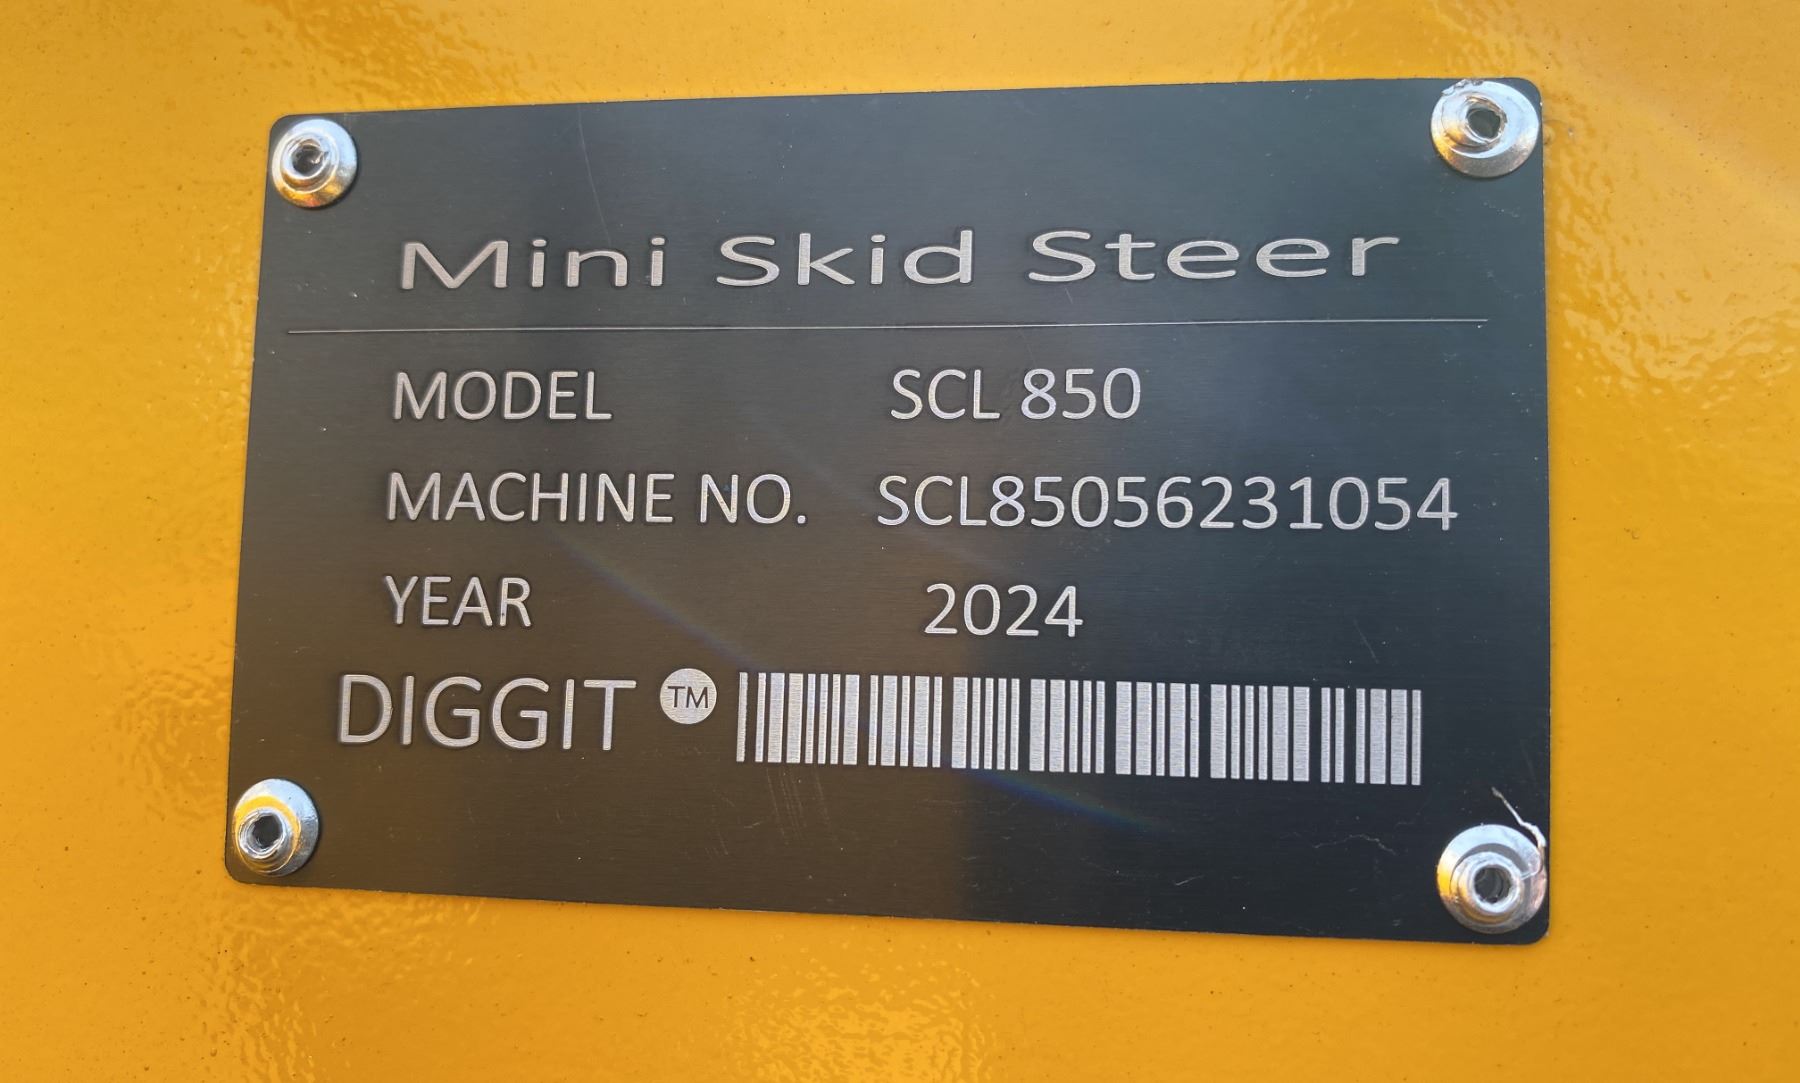 Mini Skid Steer
MODEL SCL 850
MACHINE NO. SCL85056231054
YEAR 2024
DIGGIT TM